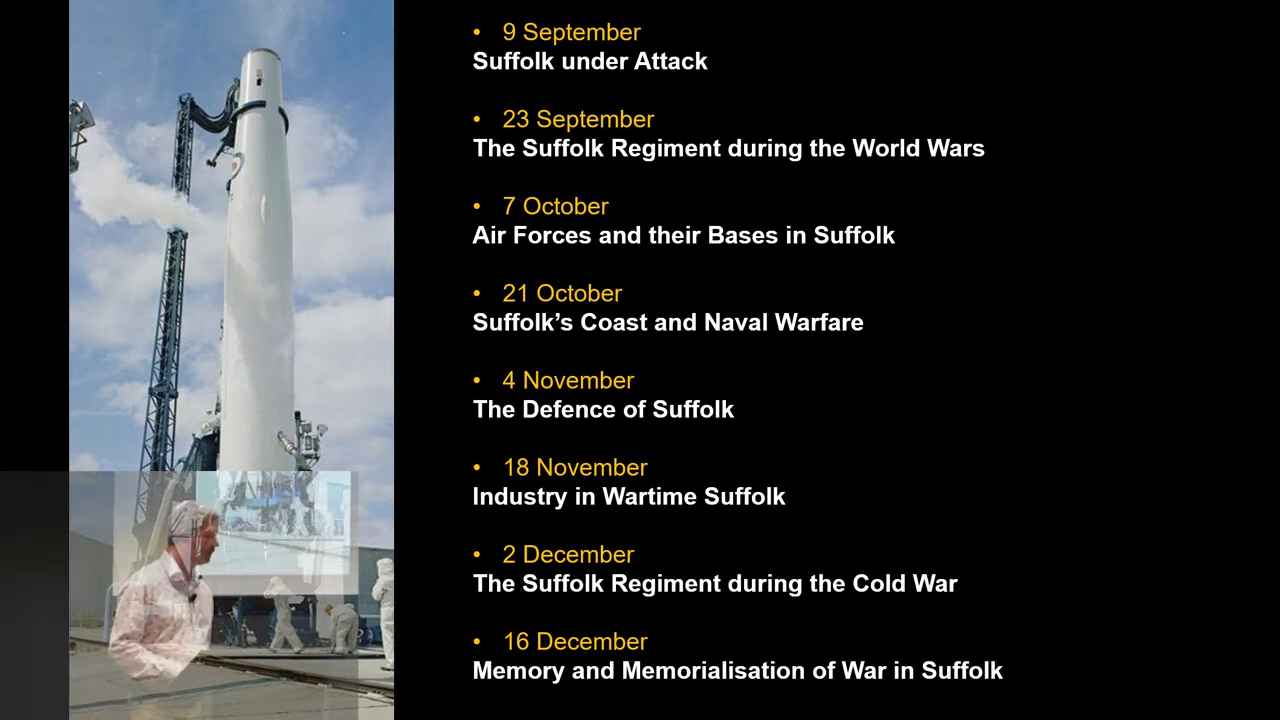 • 9 September
Suffolk under Attack
• 23 September
The Suffolk Regiment during the World Wars
• 7 October
Air Forces and their Bases in Suffolk
• 21 October
Suffolk’s Coast and Naval Warfare
• 4 November
The Defence of Suffolk
• 18 November
Industry in Wartime Suffolk
• 2 December
The Suffolk Regiment during the Cold War
• 16 December
Memory and Memorialisation of War in Suffolk